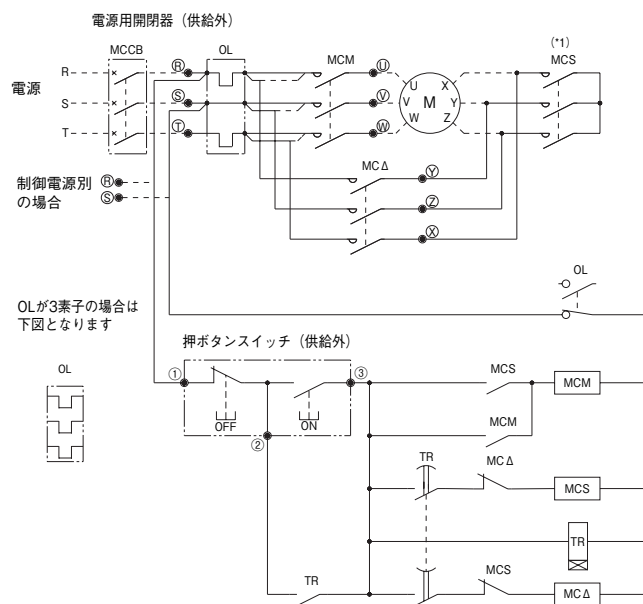 電源用開閉器（供給外）
MCCB
OL
MCM
(*1)
MCS
電源
R
S
T
Ⓡ
Ⓢ
Ⓣ
Ⓤ
Ⓥ
Ⓦ
U
V
W
M
X
Y
Z
MCΔ
Ⓨ
Ⓩ
Ⓧ
制御電源別
の場合
Ⓡ
Ⓢ
OL
OLが3素子の場合は
下図となります
OL
押ボタンスイッチ（供給外）
①
②
③
OFF
ON
MCS
MCM
MCM
TR
MCΔ
MCS
TR
TR
MCS
MCΔ